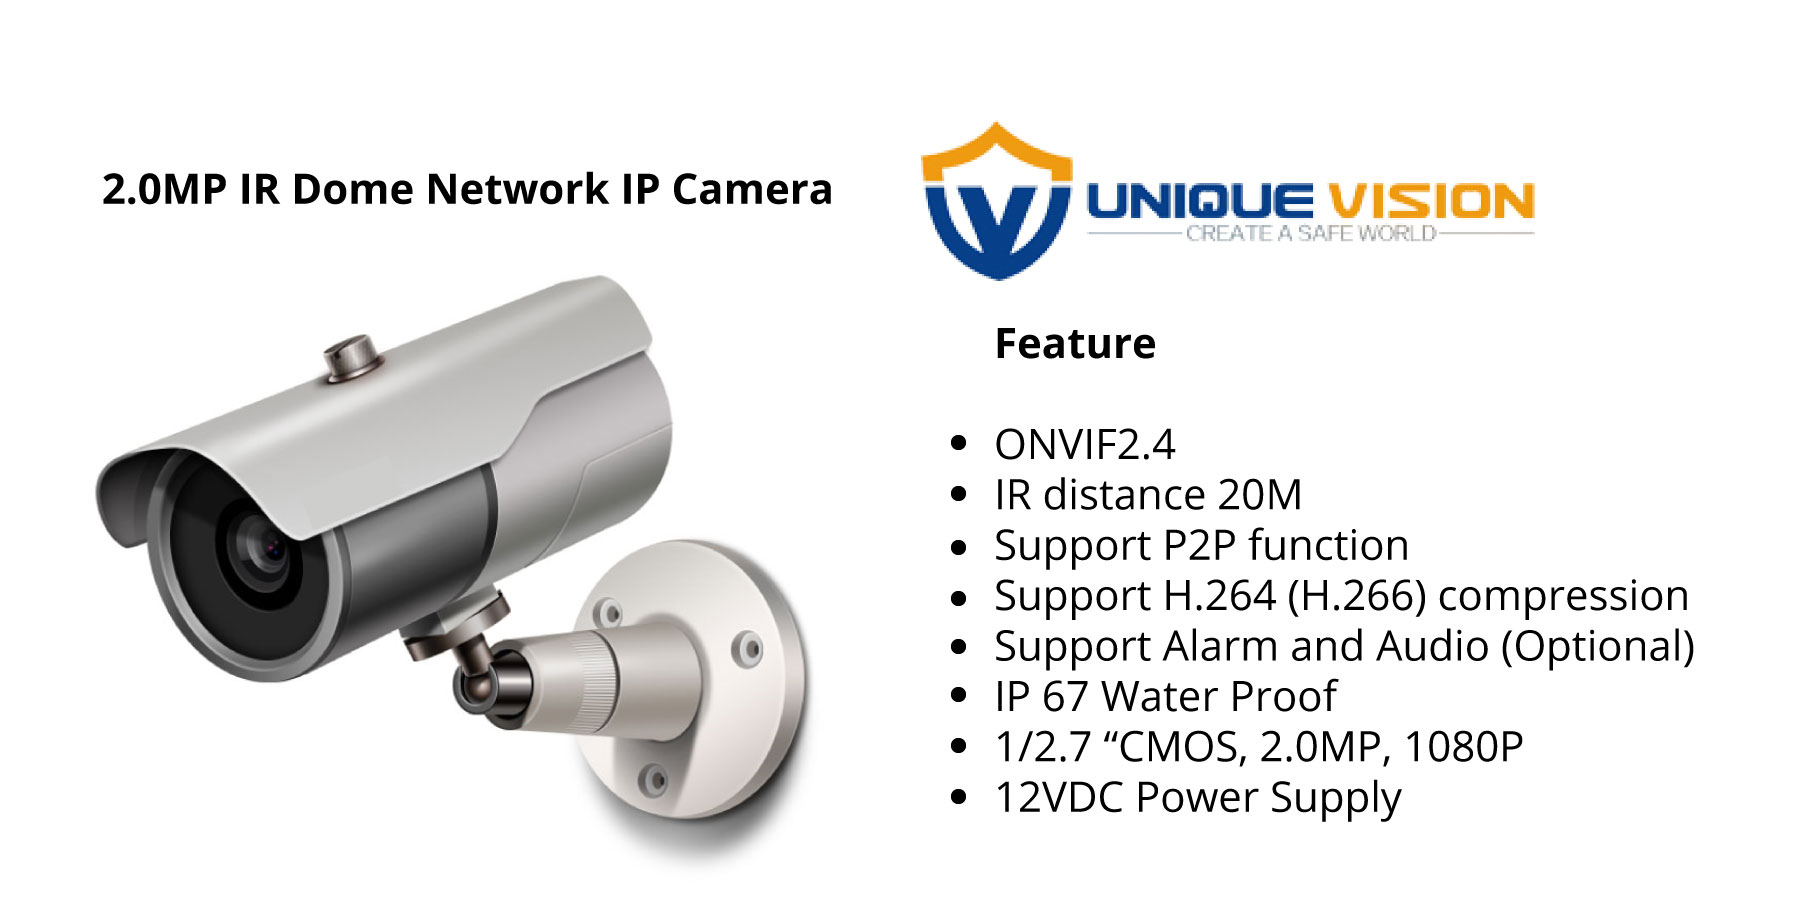 2.0MP IR Dome Network IP Camera
UNIQUE VISION
CREATE A SAFE WORLD
Feature
• ONVIF2.4
• IR distance 20M
• Support P2P function
• Support H.264 (H.266) compression
• Support Alarm and Audio (Optional)
• IP 67 Water Proof
• 1/2.7 “CMOS, 2.0MP, 1080P
• 12VDC Power Supply